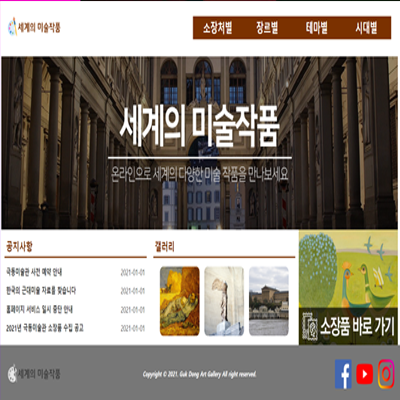 세계의 미술작품
소장처별 장르별 테마별 시대별
세계의 미술작품
온라인으로 세계의 다양한 미술 작품을 만나보세요
공지사항
극동미술관 사전 예약 안내 2021-01-01
한국의 근대미술 자료를 찾습니다 2021-01-01
홈페이지 서비스 일시 중단 안내 2021-01-01
2021년 극동미술관 소장품 수집 공고 2021-01-01
갤러리
소장품 바로 가기
세계의 미술작품
Copyright © 2021. Guk Dong Art Gallery All right reserved.